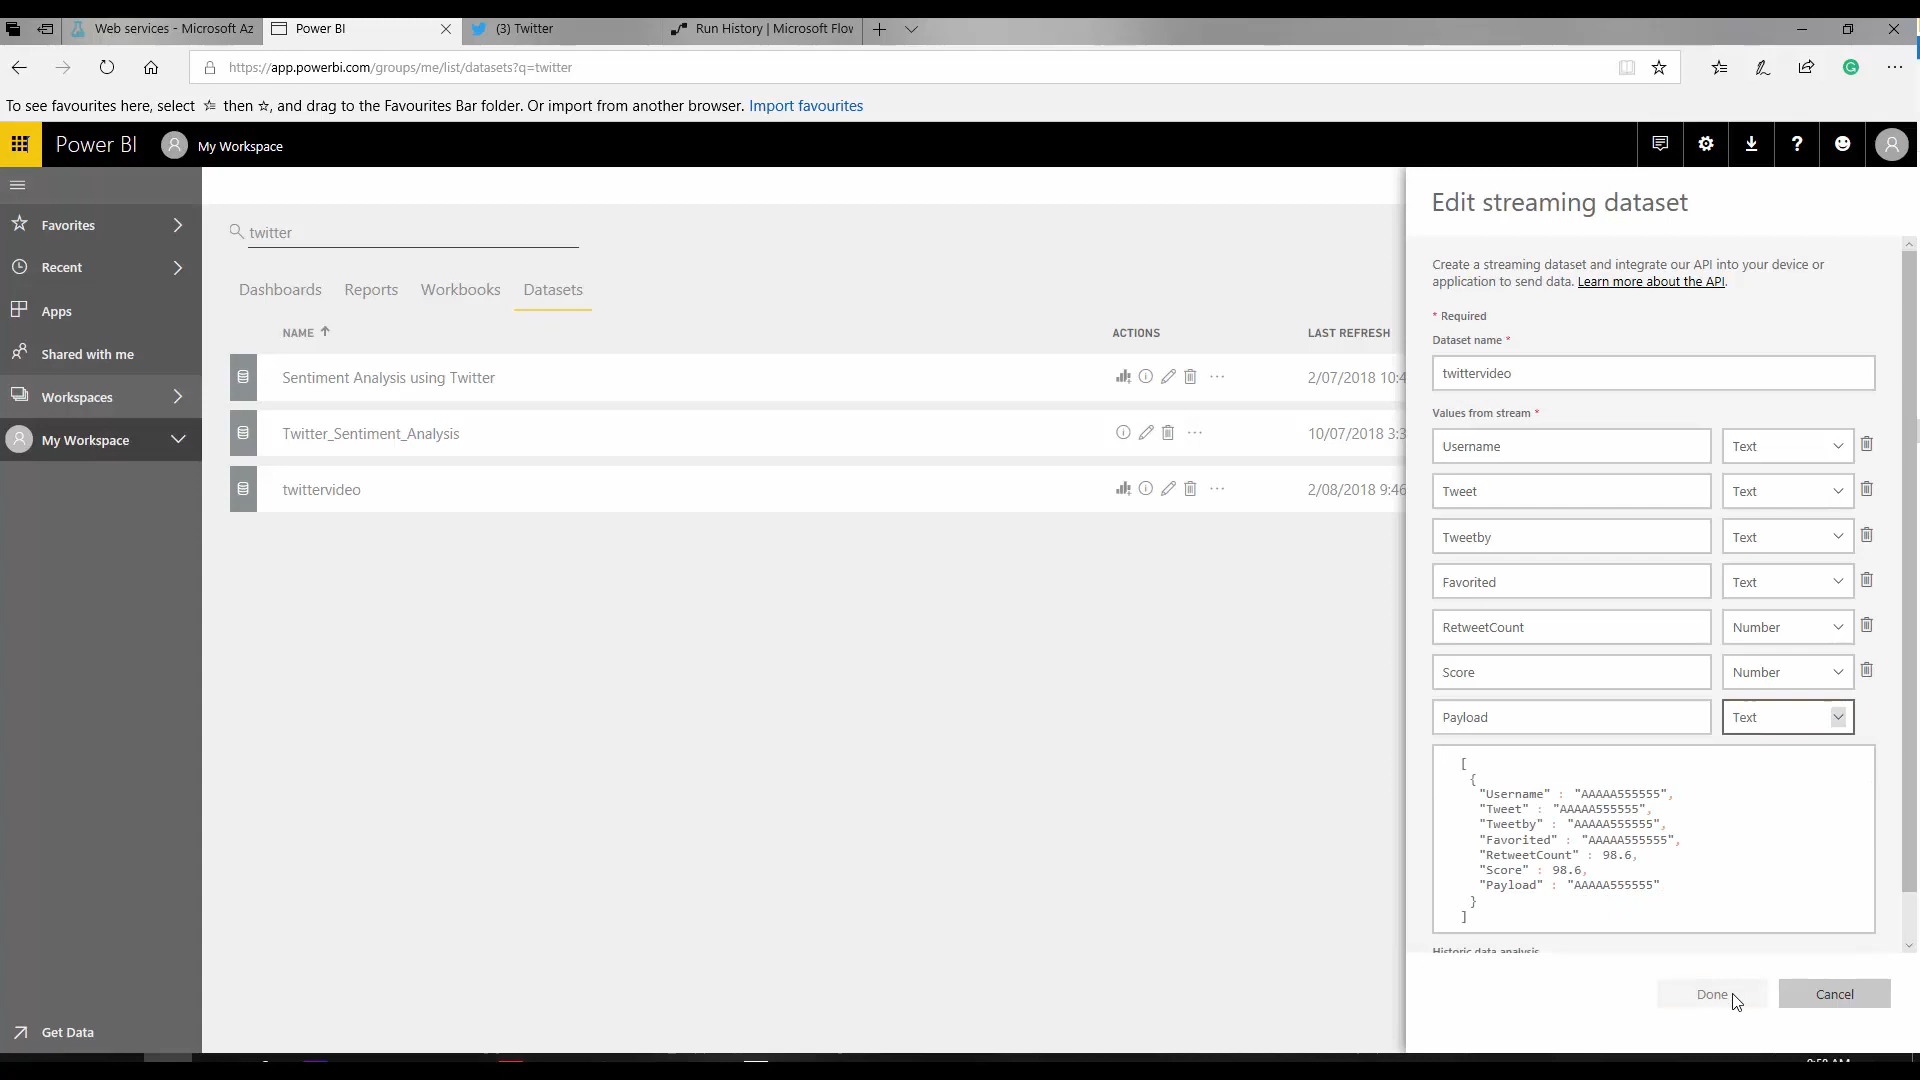 Web services - Microsoft Az
Power BI
(3) Twitter
Run History | Microsoft Flov
https://app.powerbi.com/groups/me/list/datasets?q=twitter
To see favourites here, select ☆ then ☆, and drag to the Favourites Bar folder. Or import from another browser. Import favourites
Power BI
My Workspace
Favorites
Recent
Apps
Shared with me
Workspaces
My Workspace
Get Data
twitter
Dashboards Reports Workbooks Datasets
NAME ACTIONS LAST REFRESH
Sentiment Analysis using Twitter 2/07/2018 10:4
Twitter_Sentiment_Analysis 10/07/2018 3:3
twittervideo 2/08/2018 9:46
Edit streaming dataset
Create a streaming dataset and integrate our API into your device or
application to send data. Learn more about the API.
* Required
Dataset name *
twittervideo
Values from stream *
Username Text
Tweet Text
Tweetby Text
Favorited Text
RetweetCount Number
Score Number
Payload Text
[
{
"Username" : "AAAAA555555",
"Tweet" : "AAAAA555555",
"Tweetby" : "AAAAA555555",
"Favorited" : "AAAAA555555",
"RetweetCount" : 98.6,
"Score" : 98.6,
"Payload" : "AAAAA555555"
}
]
Historic data analysis
Done Cancel